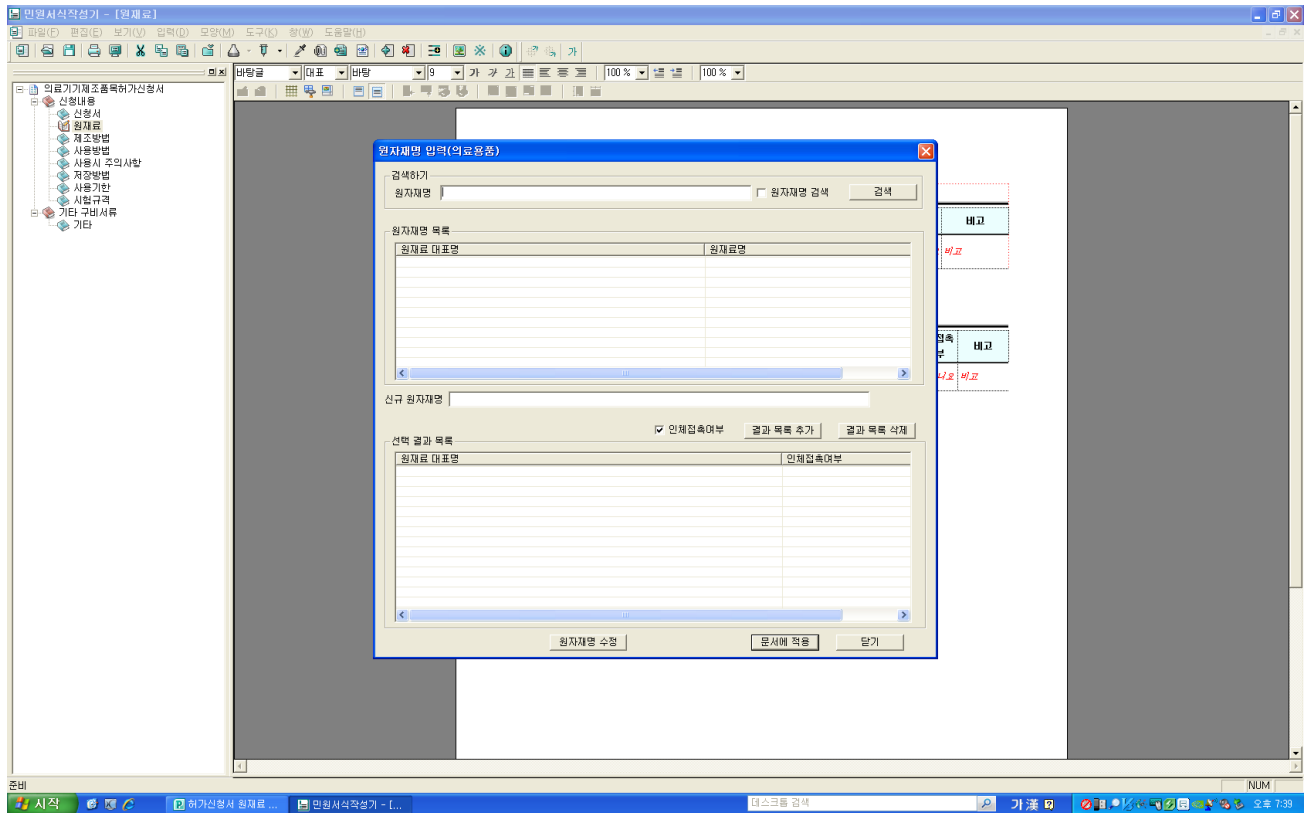 민원서식작성기 - [원재료]
파일(F) 편집(E) 보기(V) 입력(D) 모양(M) 도구(K) 창(W) 도움말(H)
바탕글 대표 바탕 9 가 가 가 100 % 100 %
의료기기제조품목허가신청서
신청내용
신청서
원재료
제조방법
사용방법
사용시 주의사항
저장방법
사용기한
시험규격
기타 구비서류
기타
원자재명 입력(의료용품)
검색하기
원자재명 원자재명 검색 검색
원자재명 목록
원재료 대표명 원재료명
신규 원자재명
인체접촉여부 결과 목록 추가 결과 목록 삭제
선택 결과 목록
원재료 대표명 인체접촉여부
원자재명 수정 문서에 적용 닫기
비고
비고
비고
비고
준비 NUM
시작 허가신청서 원재료 ... 민원서식작성기 - [... 데스크톱 검색 가 漢 오후 7:39